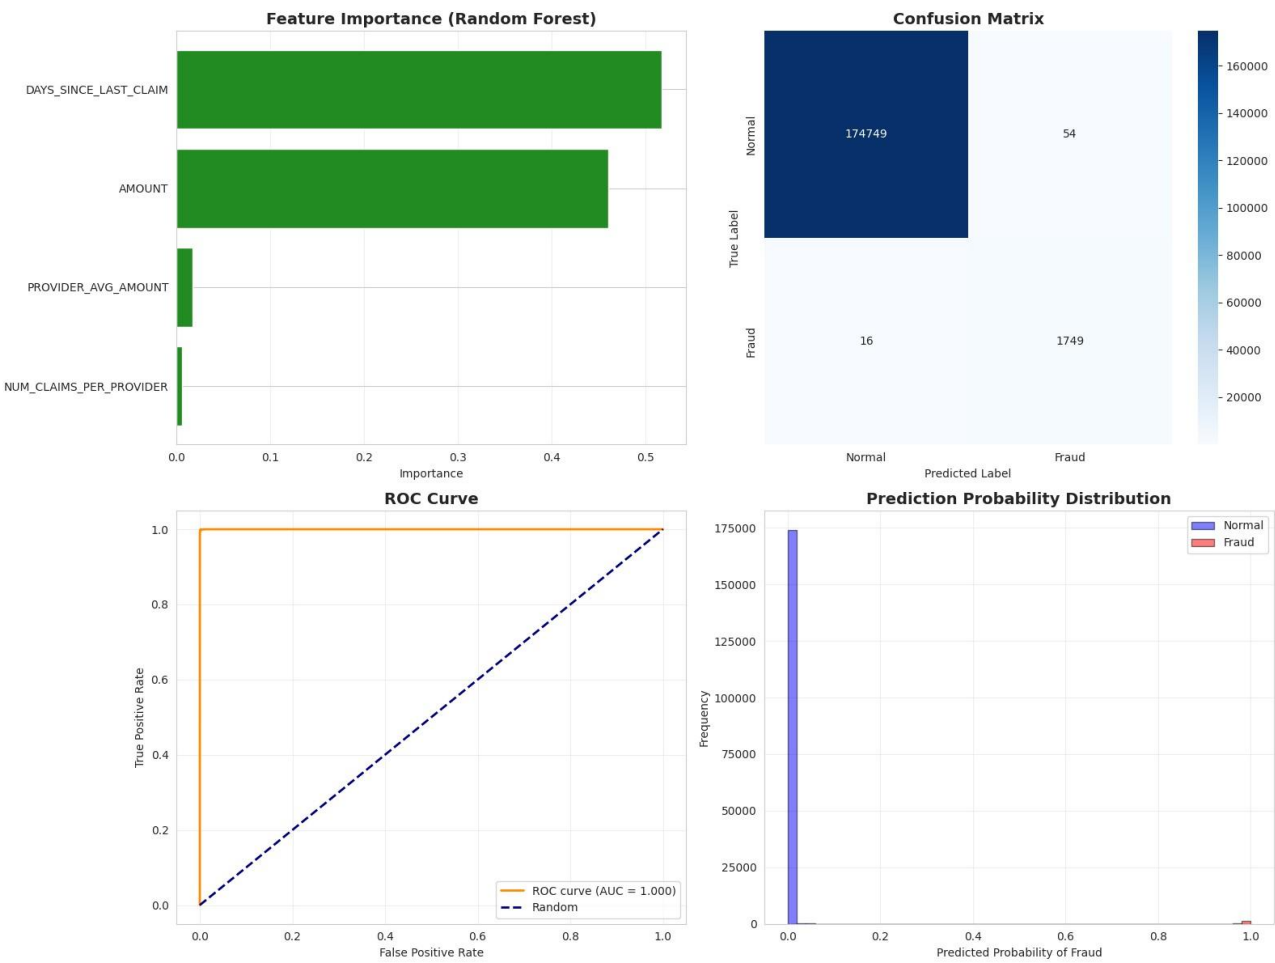 Feature Importance (Random Forest)
DAYS_SINCE_LAST_CLAIM
AMOUNT
PROVIDER_AVG_AMOUNT
NUM_CLAIMS_PER_PROVIDER
0.0 0.1 0.2 0.3 0.4 0.5
Importance
Confusion Matrix
True Label
Normal
174749 54
Fraud
16 1749
Normal Fraud
Predicted Label
160000
140000
120000
100000
80000
60000
40000
20000
ROC Curve
True Positive Rate
1.0
0.8
0.6
0.4
0.2
0.0
ROC curve (AUC = 1.000)
Random
0.0 0.2 0.4 0.6 0.8 1.0
False Positive Rate
Prediction Probability Distribution
Frequency
175000
150000
125000
100000
75000
50000
25000
0
Normal
Fraud
0.0 0.2 0.4 0.6 0.8 1.0
Predicted Probability of Fraud